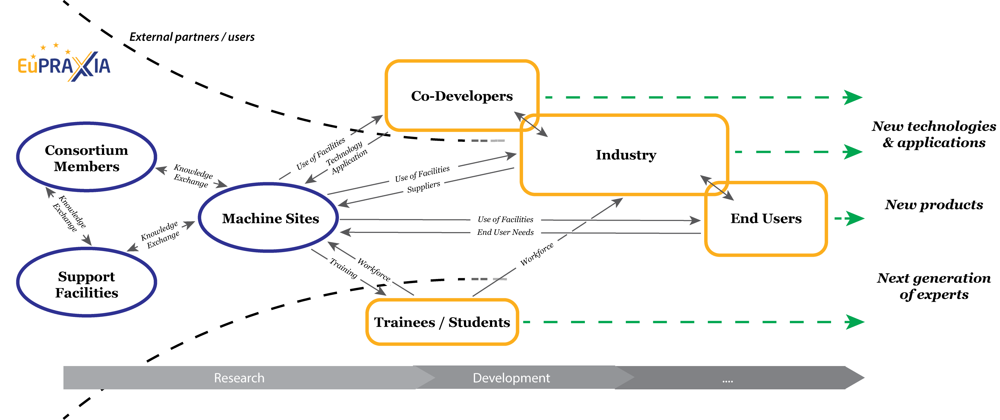 External partners / users
EuPRAXIA
Co-Developers
Industry
End Users
Consortium
Members
Machine Sites
Support
Facilities
Trainees / Students
Knowledge
Exchange
Knowledge
Exchange
Knowledge
Exchange
Use of Facilities
Technology
Application
Use of Facilities
Suppliers
Use of Facilities
End User Needs
Workforce
Training
Workforce
New technologies
& applications
New products
Next generation
of experts
Research
Development
....